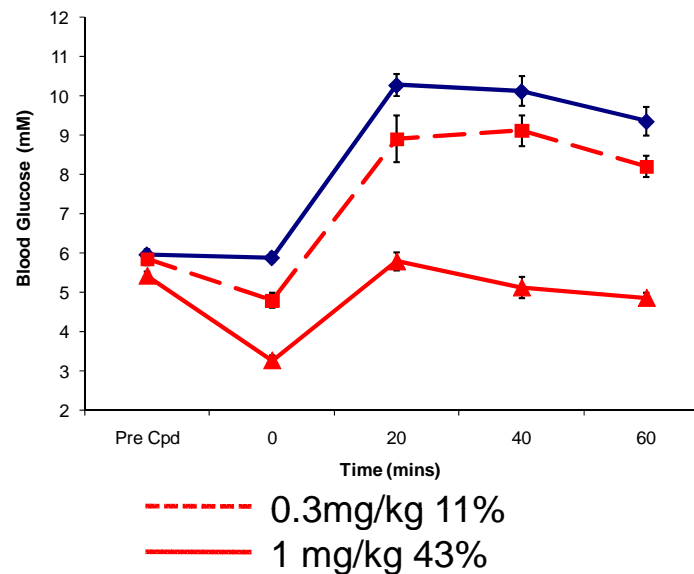 12
11
10
9
8
7
6
5
4
3
2
Blood Glucose (mM)
Pre Cpd 0 20 40 60
Time (mins)
0.3mg/kg 11%
1 mg/kg 43%